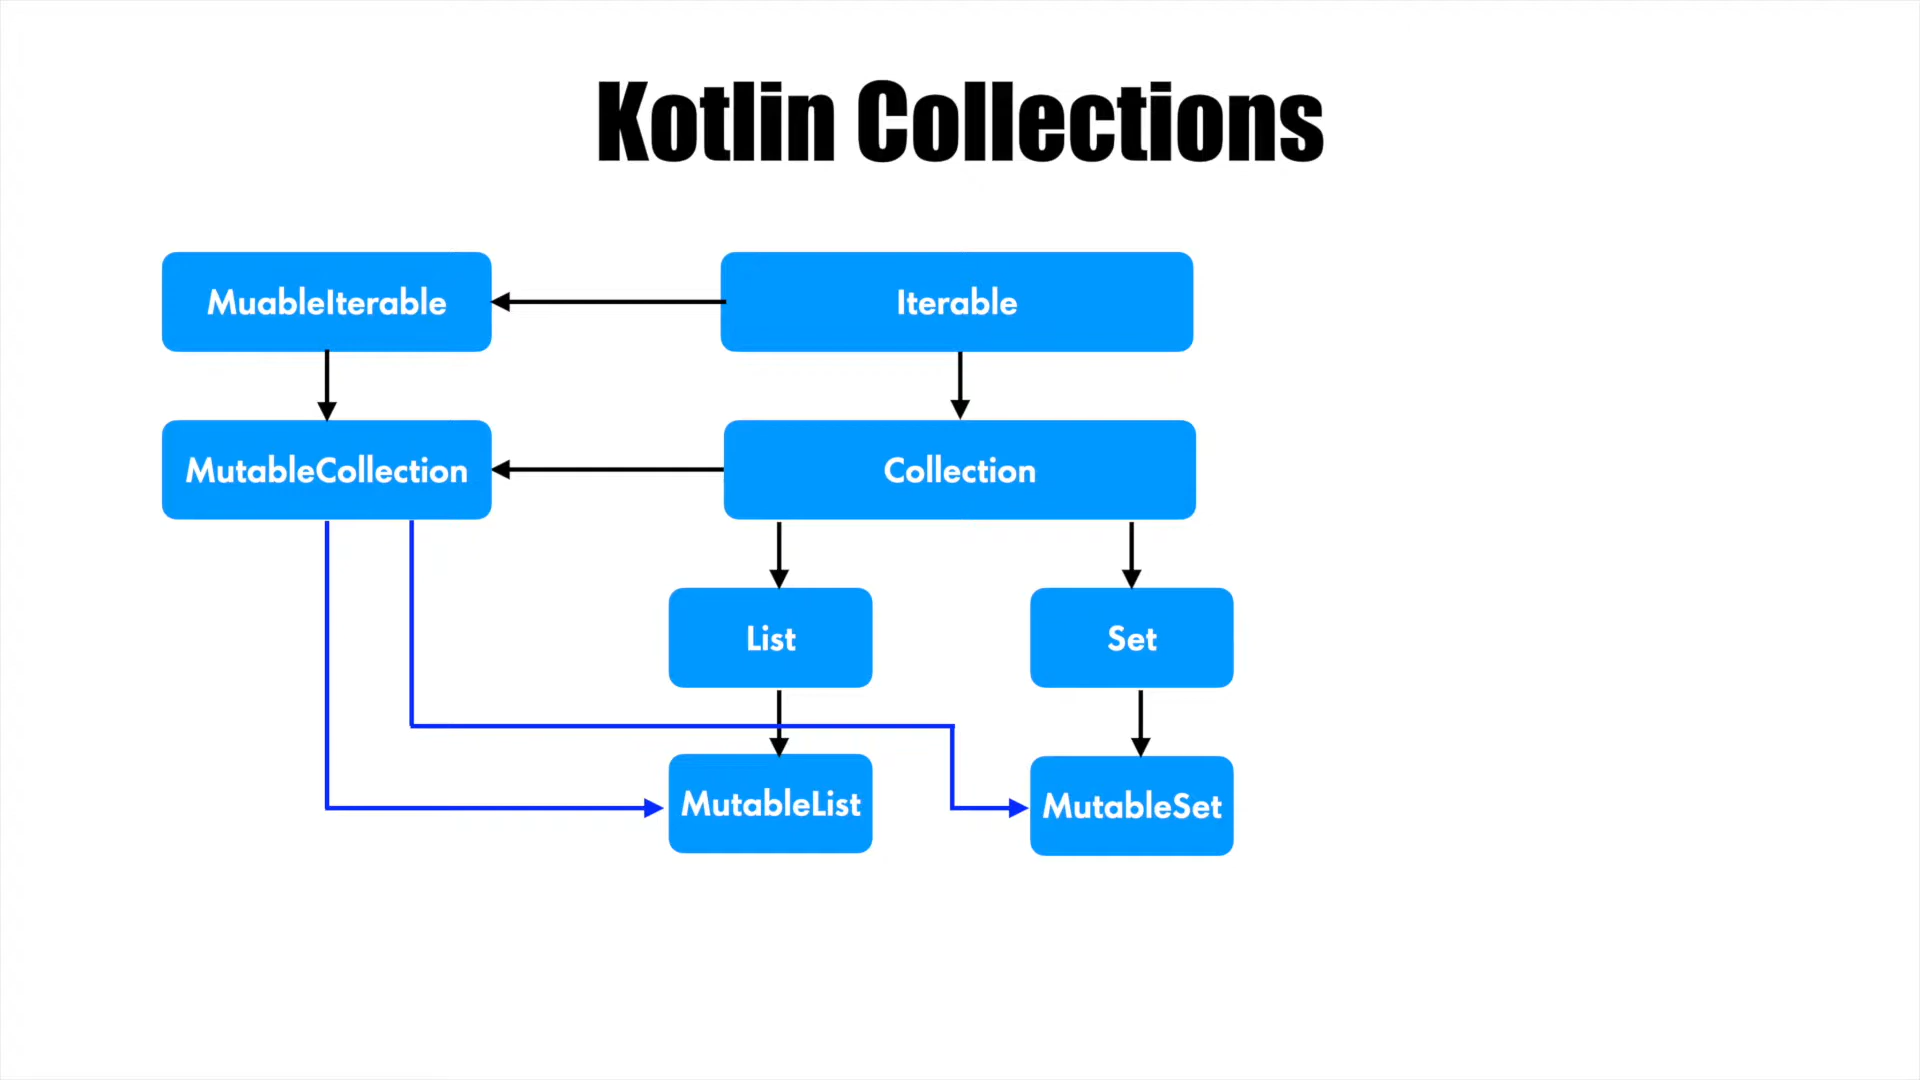 Kotlin Collections
MuableIterable
Iterable
MutableCollection
Collection
List
Set
MutableList
MutableSet